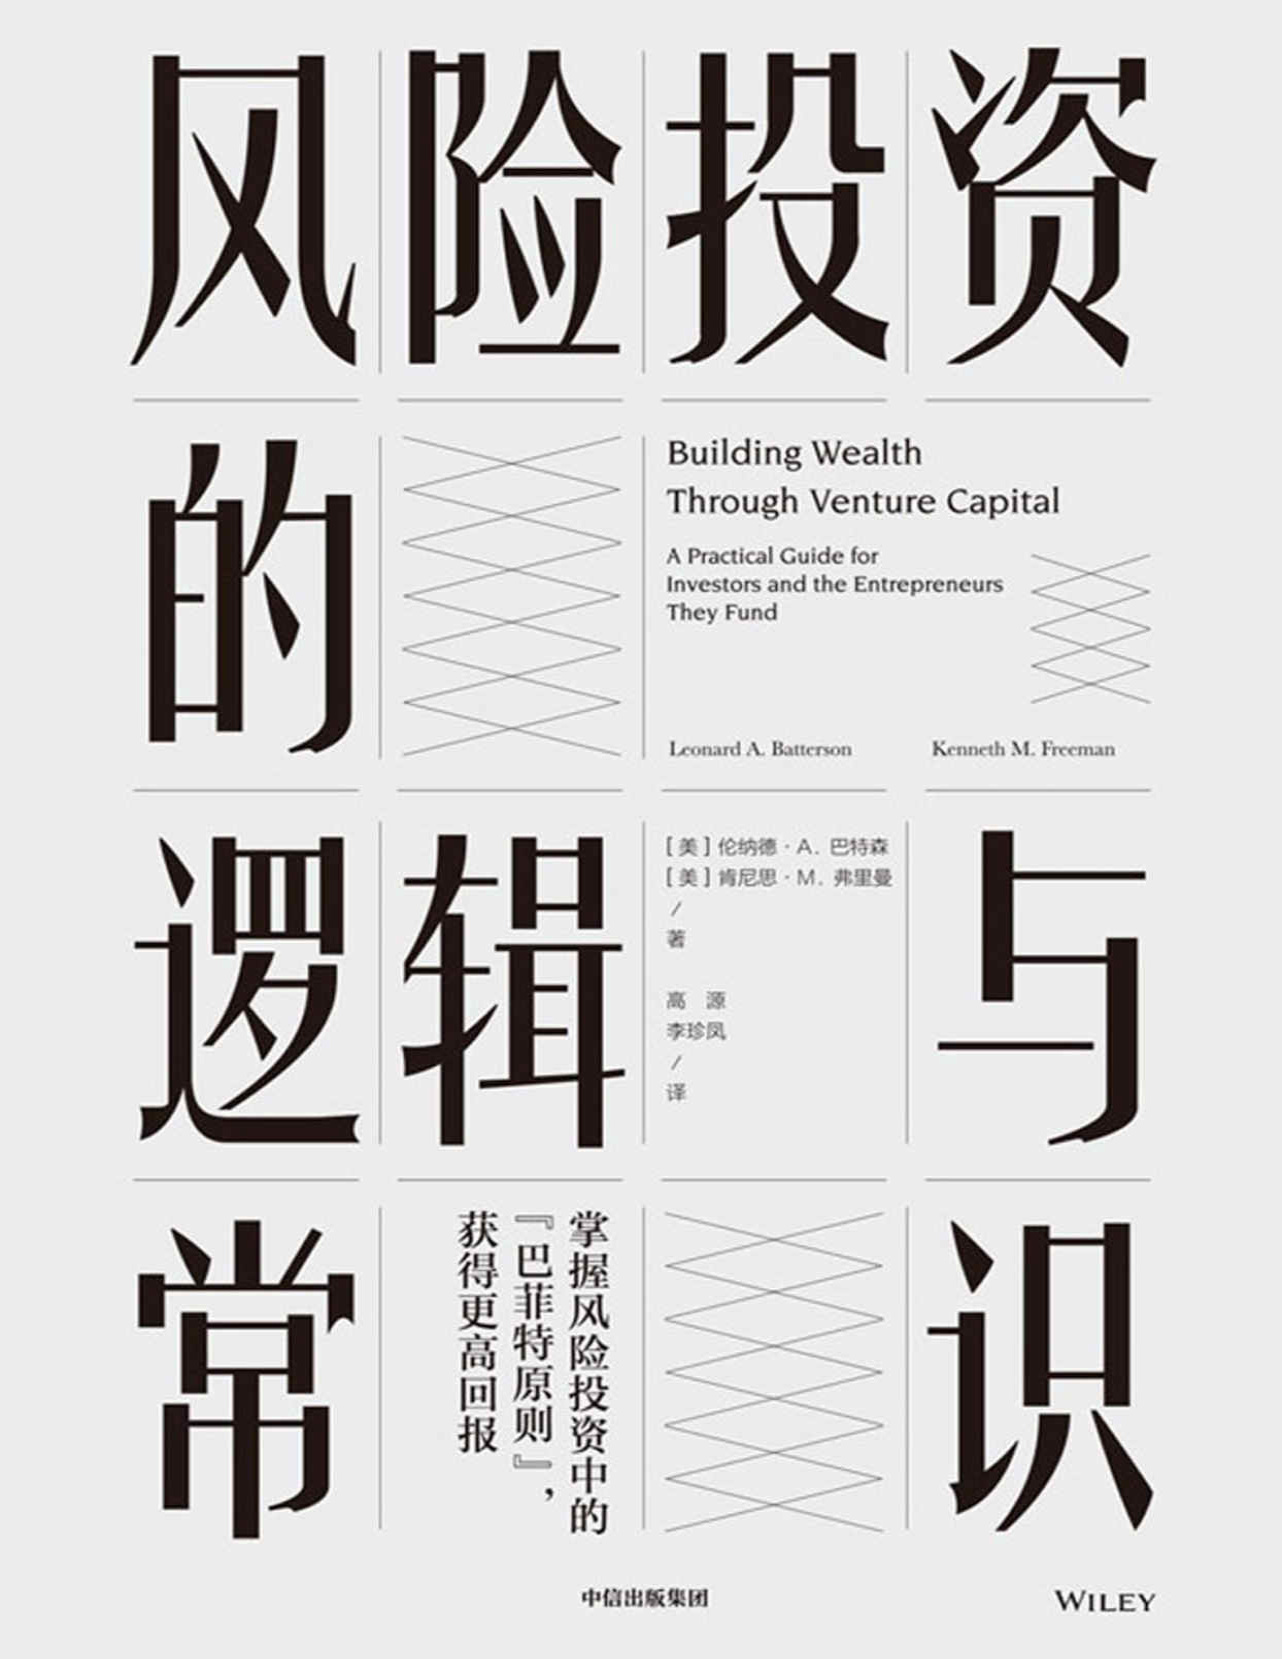 风险投资
的
Building Wealth
Through Venture Capital
A Practical Guide for
Investors and the Entrepreneurs
They Fund
Leonard A. Batterson
Kenneth M. Freeman
逻辑与
[美] 伦纳德·A. 巴特森
[美] 肯尼思·M. 弗里曼
/
著
高 源
李珍凤
/
译
常识
掌握风险投资中的
『巴菲特原则』，
获得更高回报
中信出版集团
WILEY